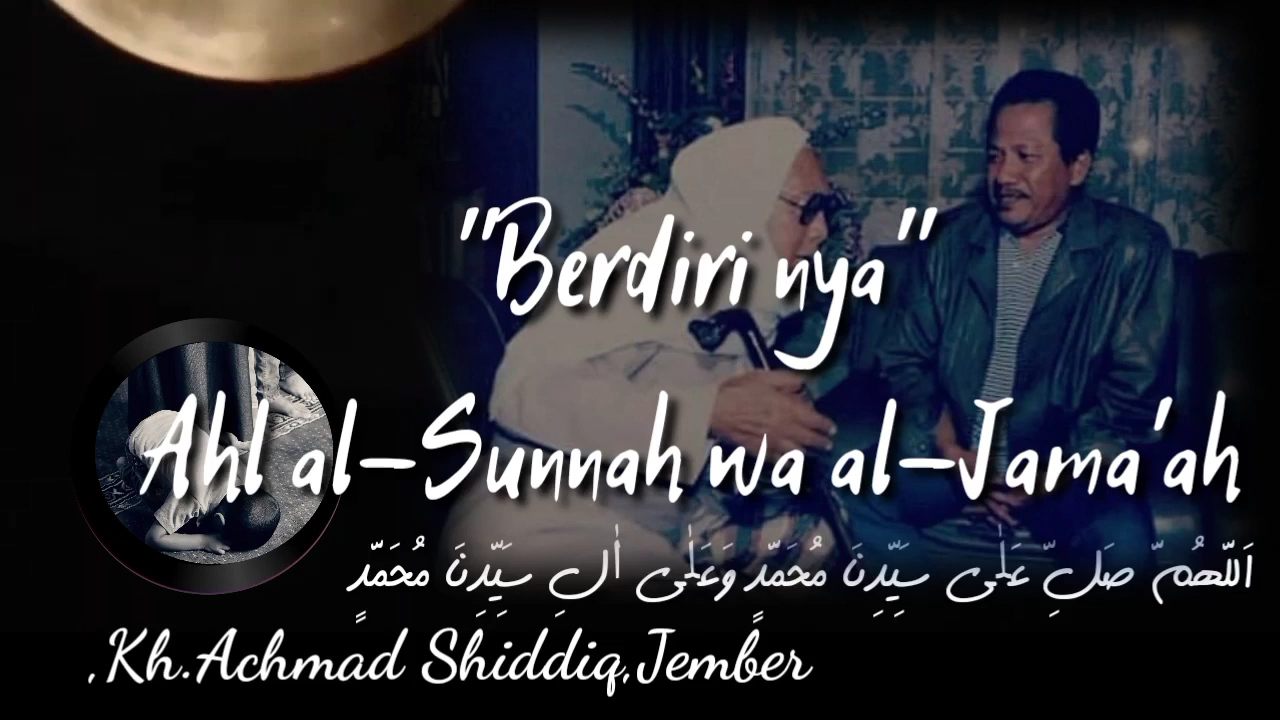 "Berdiri nya"
Ahl al-Sunnah wa al-Jama'ah
اَللّٰهُمَّ صَلِّ عَلٰى سَيِّدِنَا مُحَمَّدٍ وَعَلٰى اٰلِ سَيِّدِنَا مُحَمَّدٍ
,Kh.Achmad Shiddiq,Jember